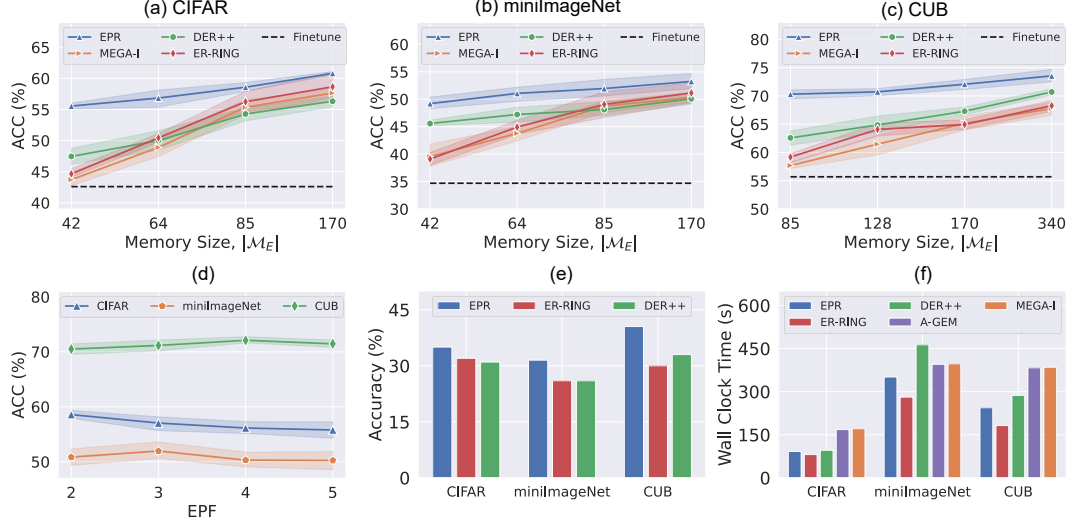 (a) CIFAR
EPR
MEGA-I
DER++
ER-RING
Finetune
65
60
55
50
45
40
ACC (%)
42
64
85
170
Memory Size, |ℳ_E|
(b) miniImageNet
EPR
MEGA-I
DER++
ER-RING
Finetune
60
55
50
45
40
35
30
ACC (%)
42
64
85
170
Memory Size, |ℳ_E|
(c) CUB
EPR
MEGA-I
DER++
ER-RING
Finetune
80
75
70
65
60
55
50
ACC (%)
85
128
170
340
Memory Size, |ℳ_E|
(d)
CIFAR
miniImageNet
CUB
80
70
60
50
ACC (%)
2
3
4
5
EPF
(e)
EPR
ER-RING
DER++
45
30
15
0
Accuracy (%)
CIFAR
miniImageNet
CUB
(f)
EPR
ER-RING
DER++
A-GEM
MEGA-I
600
450
300
150
0
Wall Clock Time (s)
CIFAR
miniImageNet
CUB